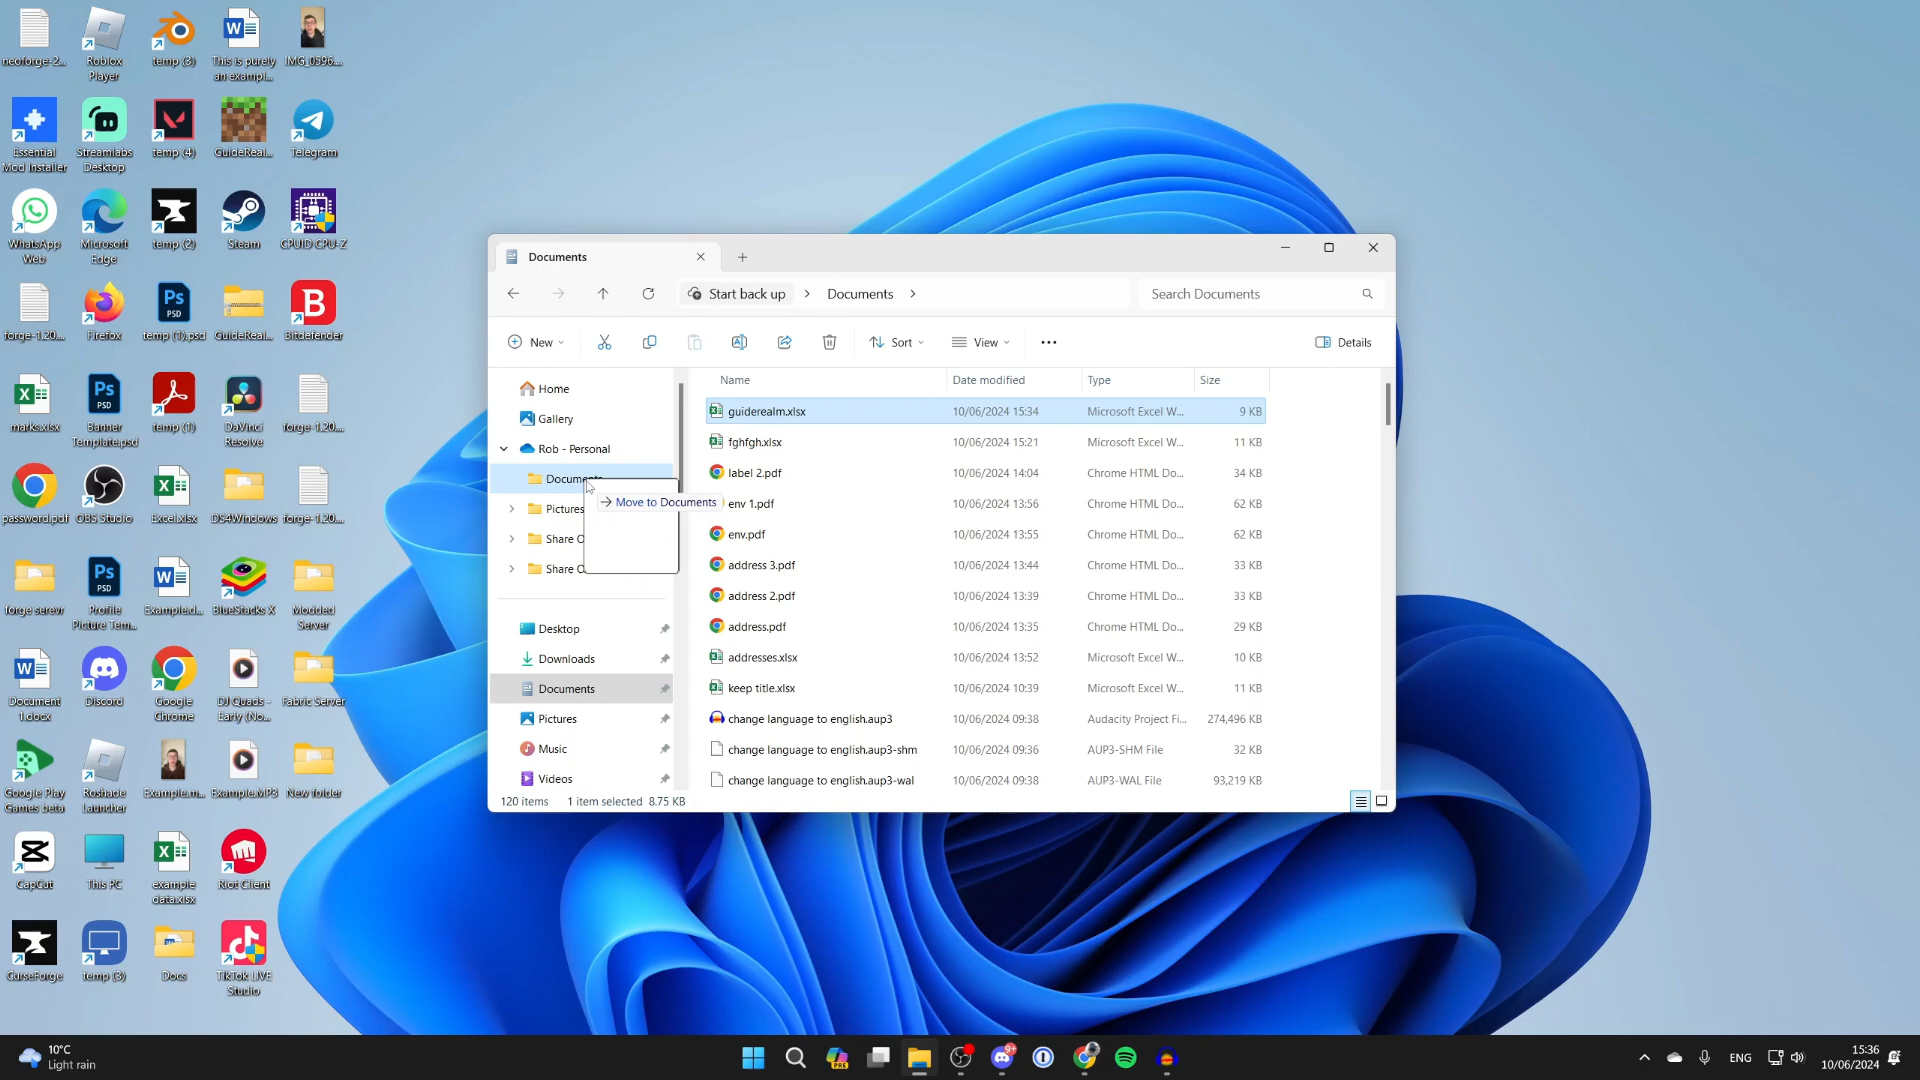 neoforge-2...
Roblox
Player
temp (3)
This is purely
an exampl...
IMG_0596....
Essential
Mod Installer
Streamlabs
Desktop
temp (4)
GuideReal...
Telegram
WhatsApp
Web
Microsoft
Edge
temp (2)
Steam
CPUID CPU-Z
forge-1.20....
Firefox
temp (1).psd
GuideReal...
Bitdefender
marks.xlsx
Banner
Template.psd
temp (1)
DaVinci
Resolve
forge-1.20....
password.pdf
OBS Studio
Excel.xlsx
DS4Windows
forge-1.20....
forge serevr
Profile
Picture Tem...
Example.d...
BlueStacks X
Modded
Server
Document
1.docx
Discord
Google
Chrome
DJ Quads -
Early (No...
Fabric Server
Google Play
Games beta
Roshade
Launcher
Example.m...
Example.MP3
New folder
CapCut
This PC
example
data.xlsx
Riot Client
CurseForge
temp (3)
Docs
TikTok LIVE
Studio
Documents
Start back up
Documents
Search Documents
New
Sort
View
Details
Home
Gallery
Rob - Personal
Documents
Move to Documents
Pictures
Share O
Share O
Desktop
Downloads
Documents
Pictures
Music
Videos
Name Date modified Type Size
guiderealm.xlsx 10/06/2024 15:34 Microsoft Excel W... 9 KB
fghfgh.xlsx 10/06/2024 15:21 Microsoft Excel W... 11 KB
label 2.pdf 10/06/2024 14:04 Chrome HTML Do... 34 KB
env 1.pdf 10/06/2024 13:56 Chrome HTML Do... 62 KB
env.pdf 10/06/2024 13:55 Chrome HTML Do... 62 KB
address 3.pdf 10/06/2024 13:44 Chrome HTML Do... 33 KB
address 2.pdf 10/06/2024 13:39 Chrome HTML Do... 33 KB
address.pdf 10/06/2024 13:35 Chrome HTML Do... 29 KB
addresses.xlsx 10/06/2024 13:52 Microsoft Excel W... 10 KB
keep title.xlsx 10/06/2024 10:39 Microsoft Excel W... 11 KB
change language to english.aup3 10/06/2024 09:38 Audacity Project Fi... 274,496 KB
change language to english.aup3-shm 10/06/2024 09:36 AUP3-SHM File 32 KB
change language to english.aup3-wal 10/06/2024 09:38 AUP3-WAL File 93,219 KB
120 items 1 item selected 8.75 KB
10°C
Light rain
PRE
9+
ENG
15:36
10/06/2024